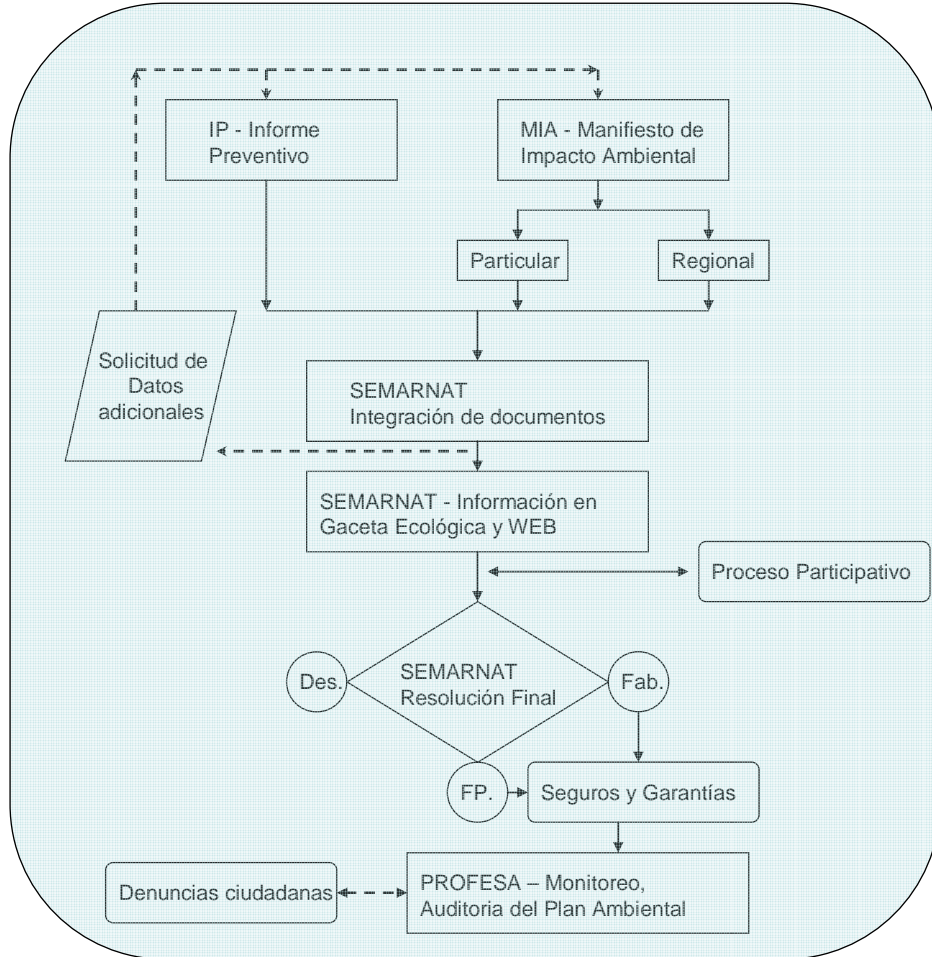 IP - Informe
Preventivo
MIA - Manifiesto de
Impacto Ambiental
Particular
Regional
Solicitud de
Datos
adicionales
SEMARNAT
Integración de documentos
SEMARNAT - Información en
Gaceta Ecológica y WEB
Proceso Participativo
Des.
SEMARNAT
Resolución Final
Fab.
FP.
Seguros y Garantías
Denuncias ciudadanas
PROFESA – Monitoreo,
Auditoria del Plan Ambiental